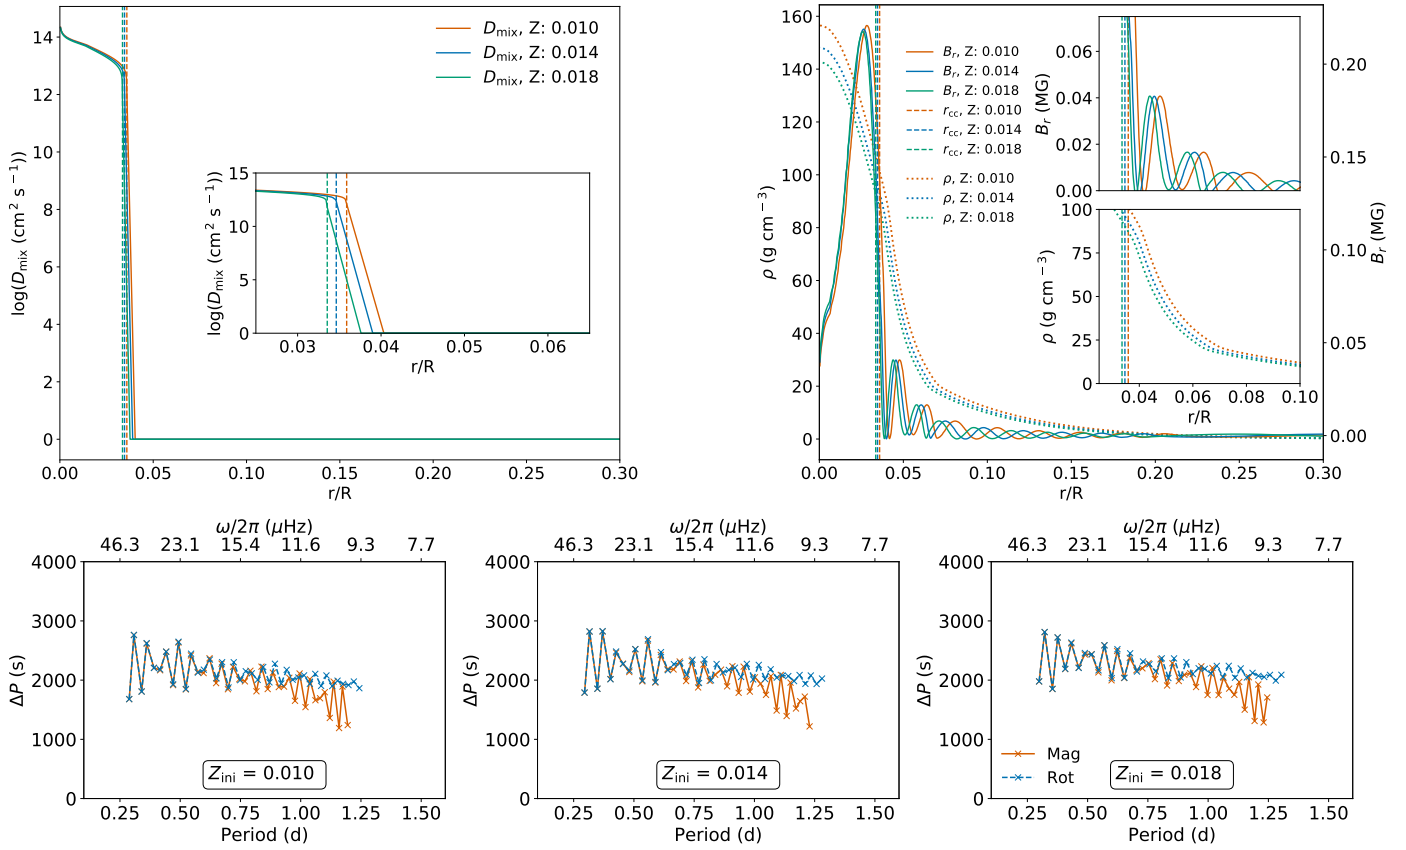 log(D_mix (cm² s⁻¹))
14
12
10
8
6
4
2
0
D_mix, Z: 0.010
D_mix, Z: 0.014
D_mix, Z: 0.018
log(D_mix (cm² s⁻¹))
15
10
5
0
0.03 0.04 0.05 0.06
r/R
0.00 0.05 0.10 0.15 0.20 0.25 0.30
r/R
ρ (g cm⁻³)
160
140
120
100
80
60
40
20
0
B_r, Z: 0.010
B_r, Z: 0.014
B_r, Z: 0.018
r_cc, Z: 0.010
r_cc, Z: 0.014
r_cc, Z: 0.018
ρ, Z: 0.010
ρ, Z: 0.014
ρ, Z: 0.018
B_r (MG)
0.06
0.04
0.02
0.00
ρ (g cm⁻³)
100
75
50
25
0
0.04 0.06 0.08 0.10
r/R
0.20
0.15
0.10
0.05
0.00
B_r (MG)
0.00 0.05 0.10 0.15 0.20 0.25 0.30
r/R
ω/2π (μHz)
46.3 23.1 15.4 11.6 9.3 7.7
ΔP (s)
4000
3000
2000
1000
0
Z_ini = 0.010
0.25 0.50 0.75 1.00 1.25 1.50
Period (d)
ω/2π (μHz)
46.3 23.1 15.4 11.6 9.3 7.7
ΔP (s)
4000
3000
2000
1000
0
Z_ini = 0.014
0.25 0.50 0.75 1.00 1.25 1.50
Period (d)
ω/2π (μHz)
46.3 23.1 15.4 11.6 9.3 7.7
ΔP (s)
4000
3000
2000
1000
0
Mag
Rot
Z_ini = 0.018
0.25 0.50 0.75 1.00 1.25 1.50
Period (d)